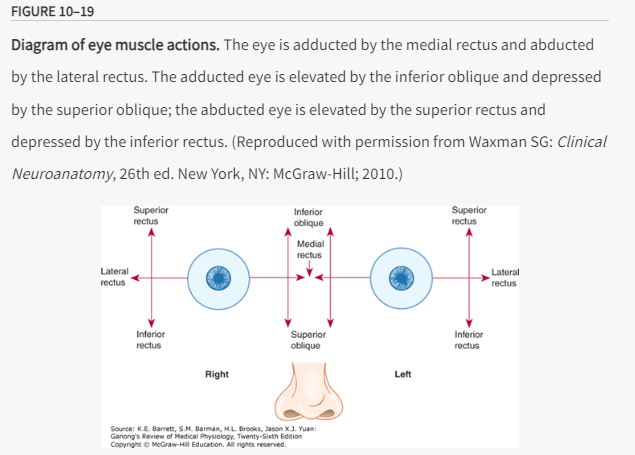 FIGURE 10–19
Diagram of eye muscle actions. The eye is adducted by the medial rectus and abducted
by the lateral rectus. The adducted eye is elevated by the inferior oblique and depressed
by the superior oblique; the abducted eye is elevated by the superior rectus and
depressed by the inferior rectus. (Reproduced with permission from Waxman SG: Clinical
Neuroanatomy, 26th ed. New York, NY: McGraw-Hill; 2010.)
Superior
rectus
Inferior
oblique
Superior
rectus
Medial
rectus
Lateral
rectus
Lateral
rectus
Inferior
rectus
Superior
oblique
Inferior
rectus
Right
Left
Source: K.E. Barrett, S.M. Barman, H.L. Brooks, Jason X.J. Yuan:
Ganong's Review of Medical Physiology, Twenty-Sixth Edition
Copyright © McGraw-Hill Education. All rights reserved.